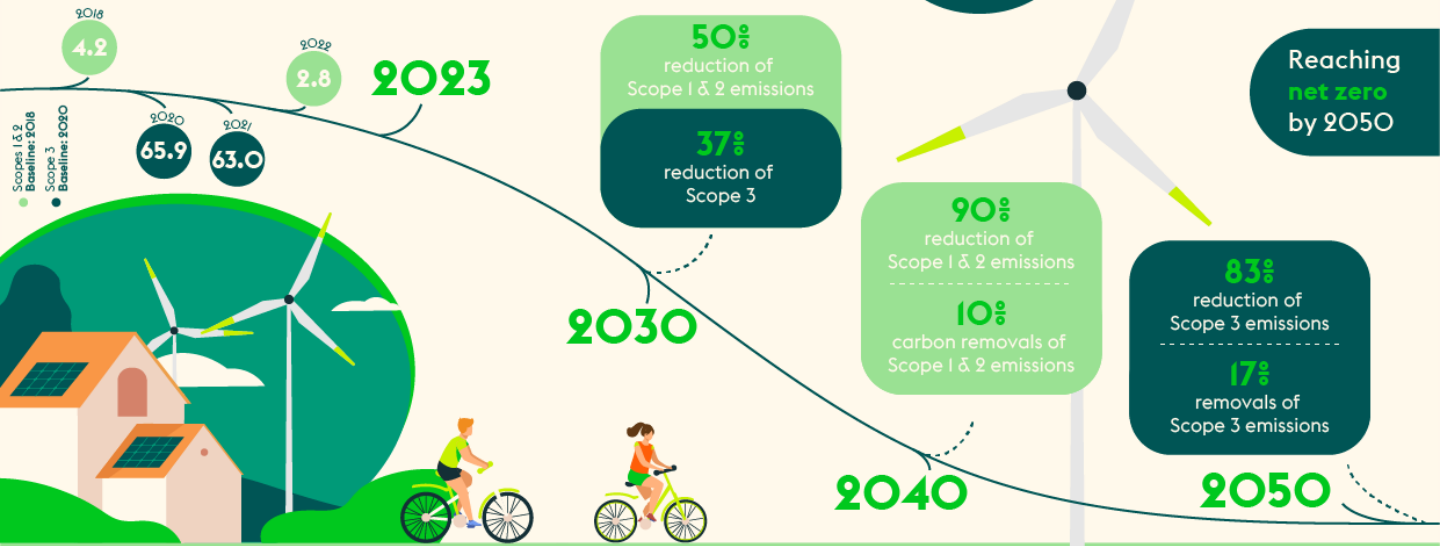 2018
4.2
Scopes 1 & 2
Baseline: 2018
Scope 3
Baseline: 2020
2020
65.9
2021
63.0
2022
2.8
2023
50%
reduction of
Scope 1 & 2 emissions
37%
reduction of
Scope 3
2030
90%
reduction of
Scope 1 & 2 emissions
10%
carbon removals of
Scope 1 & 2 emissions
2040
83%
reduction of
Scope 3 emissions
17%
removals of
Scope 3 emissions
2050
Reaching
net zero
by 2050